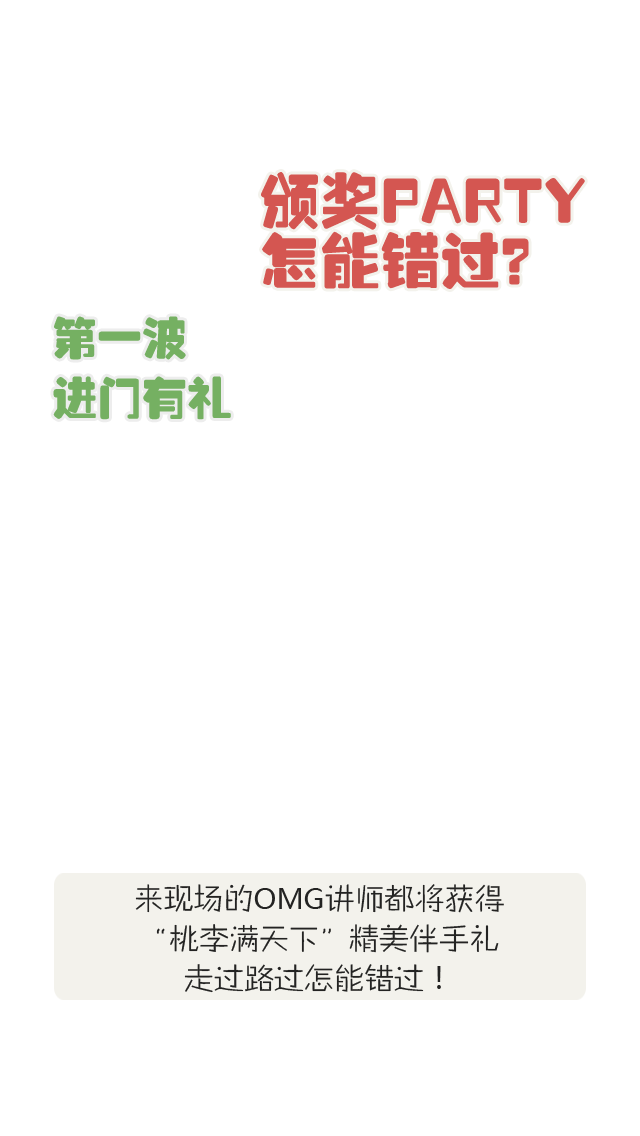 颁奖PARTY
怎能错过?
第一波
进门有礼
来现场的OMG讲师都将获得
“桃李满天下”精美伴手礼
走过路过怎能错过！